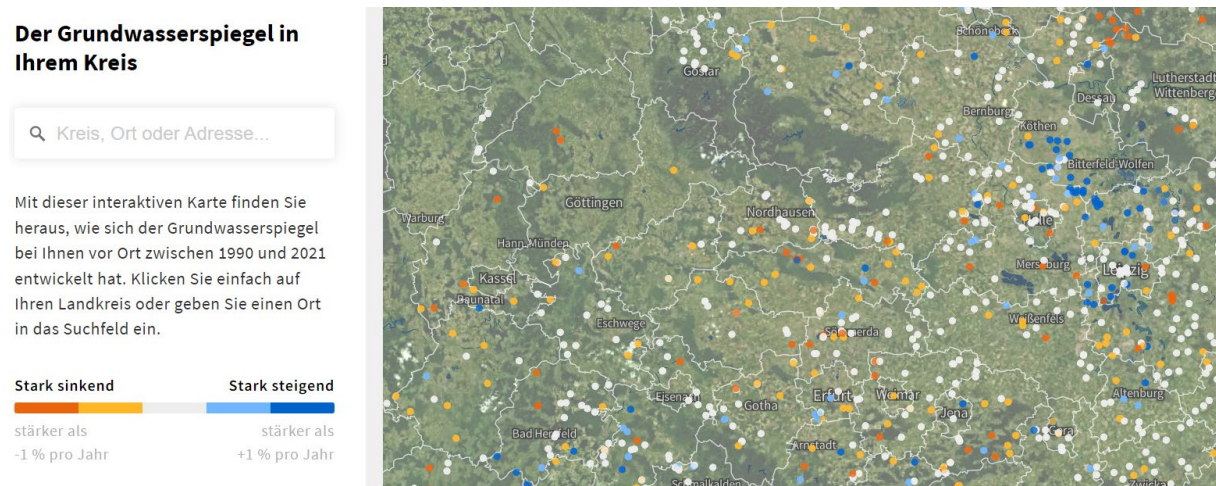 Der Grundwasserspiegel in
Ihrem Kreis
Kreis, Ort oder Adresse...
Mit dieser interaktiven Karte finden Sie
heraus, wie sich der Grundwasserspiegel
bei Ihnen vor Ort zwischen 1990 und 2021
entwickelt hat. Klicken Sie einfach auf
Ihren Landkreis oder geben Sie einen Ort
in das Suchfeld ein.
Stark sinkend
Stark steigend
stärker als
-1 % pro Jahr
stärker als
+1 % pro Jahr
Schönebeck
Goslar
Lutherstadt
Wittenberg
Dessau
Bernburg
Köthen
Bitterfeld-Wolfen
Göttingen
Nordhausen
Warburg
Hann. Münden
Merseburg
Leipzig
Kassel
Baunatal
Eschwege
Weißenfels
Sömmerda
Eisenach
Gotha
Erfurt
Weimar
Jena
Altenburg
Bad Hersfeld
Arnstadt
Gera
Schmalkalden
Zwickau